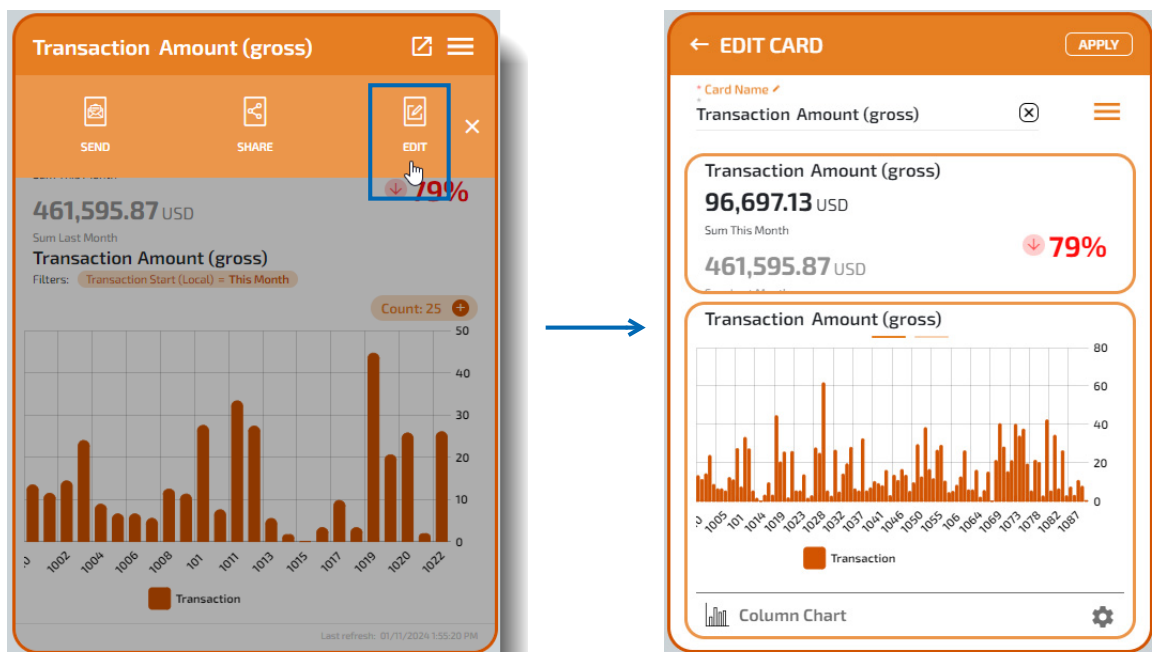 Transaction Amount (gross)
SEND
SHARE
EDIT
79%
461,595.87 USD
Sum Last Month
Transaction Amount (gross)
Filters: Transaction Start (Local) = This Month
Count: 25 +
50
40
30
20
10
0
1002
1004
1006
1008
101
1011
1013
1015
1017
1019
1020
1022
Transaction
Last refresh: 01/11/2024 1:55:20 PM
← EDIT CARD
APPLY
* Card Name
Transaction Amount (gross)
Transaction Amount (gross)
96,697.13 USD
Sum This Month
79%
461,595.87 USD
Transaction Amount (gross)
80
60
40
20
0
1005
101
1014
1019
1023
1028
1032
1037
1041
1046
1050
1055
106
1064
1069
1073
1078
1082
1087
Transaction
Column Chart